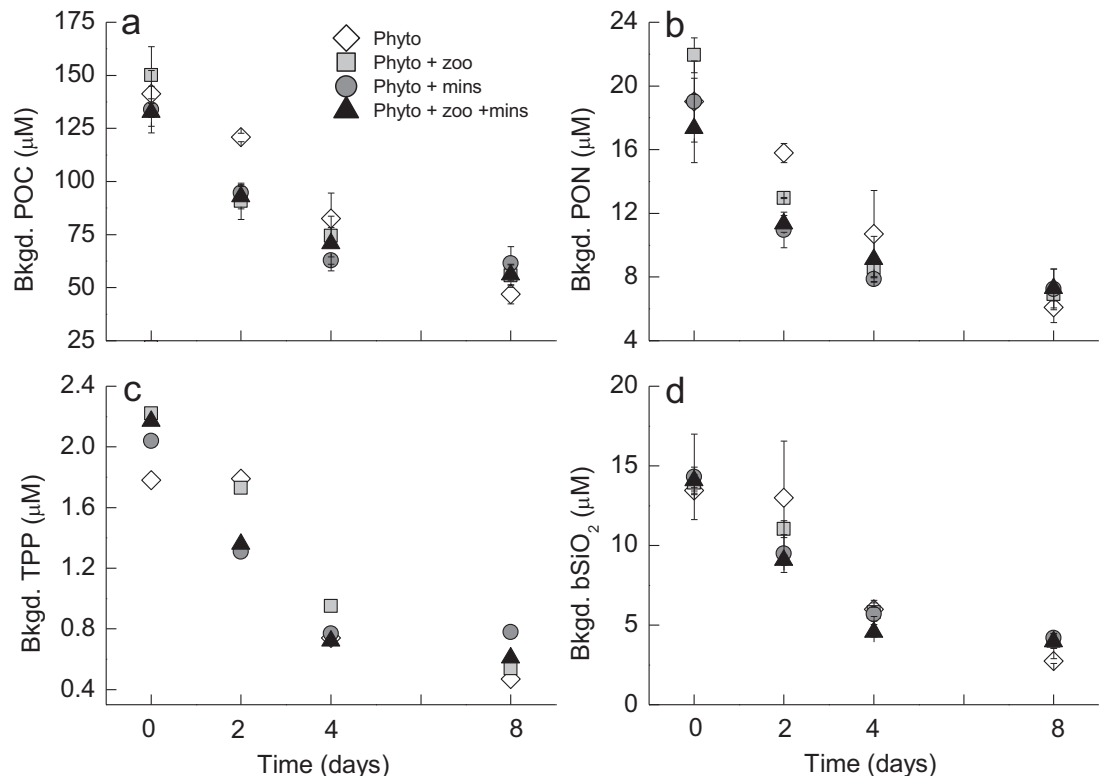 a
175
150
125
100
75
50
25
Bkgd. POC (μM)
Phyto
Phyto + zoo
Phyto + mins
Phyto + zoo +mins
b
24
20
16
12
8
4
Bkgd. PON (μM)
c
2.4
2.0
1.6
1.2
0.8
0.4
Bkgd. TPP (μM)
0 2 4 8
Time (days)
d
20
15
10
5
0
Bkgd. bSiO₂ (μM)
0 2 4 8
Time (days)